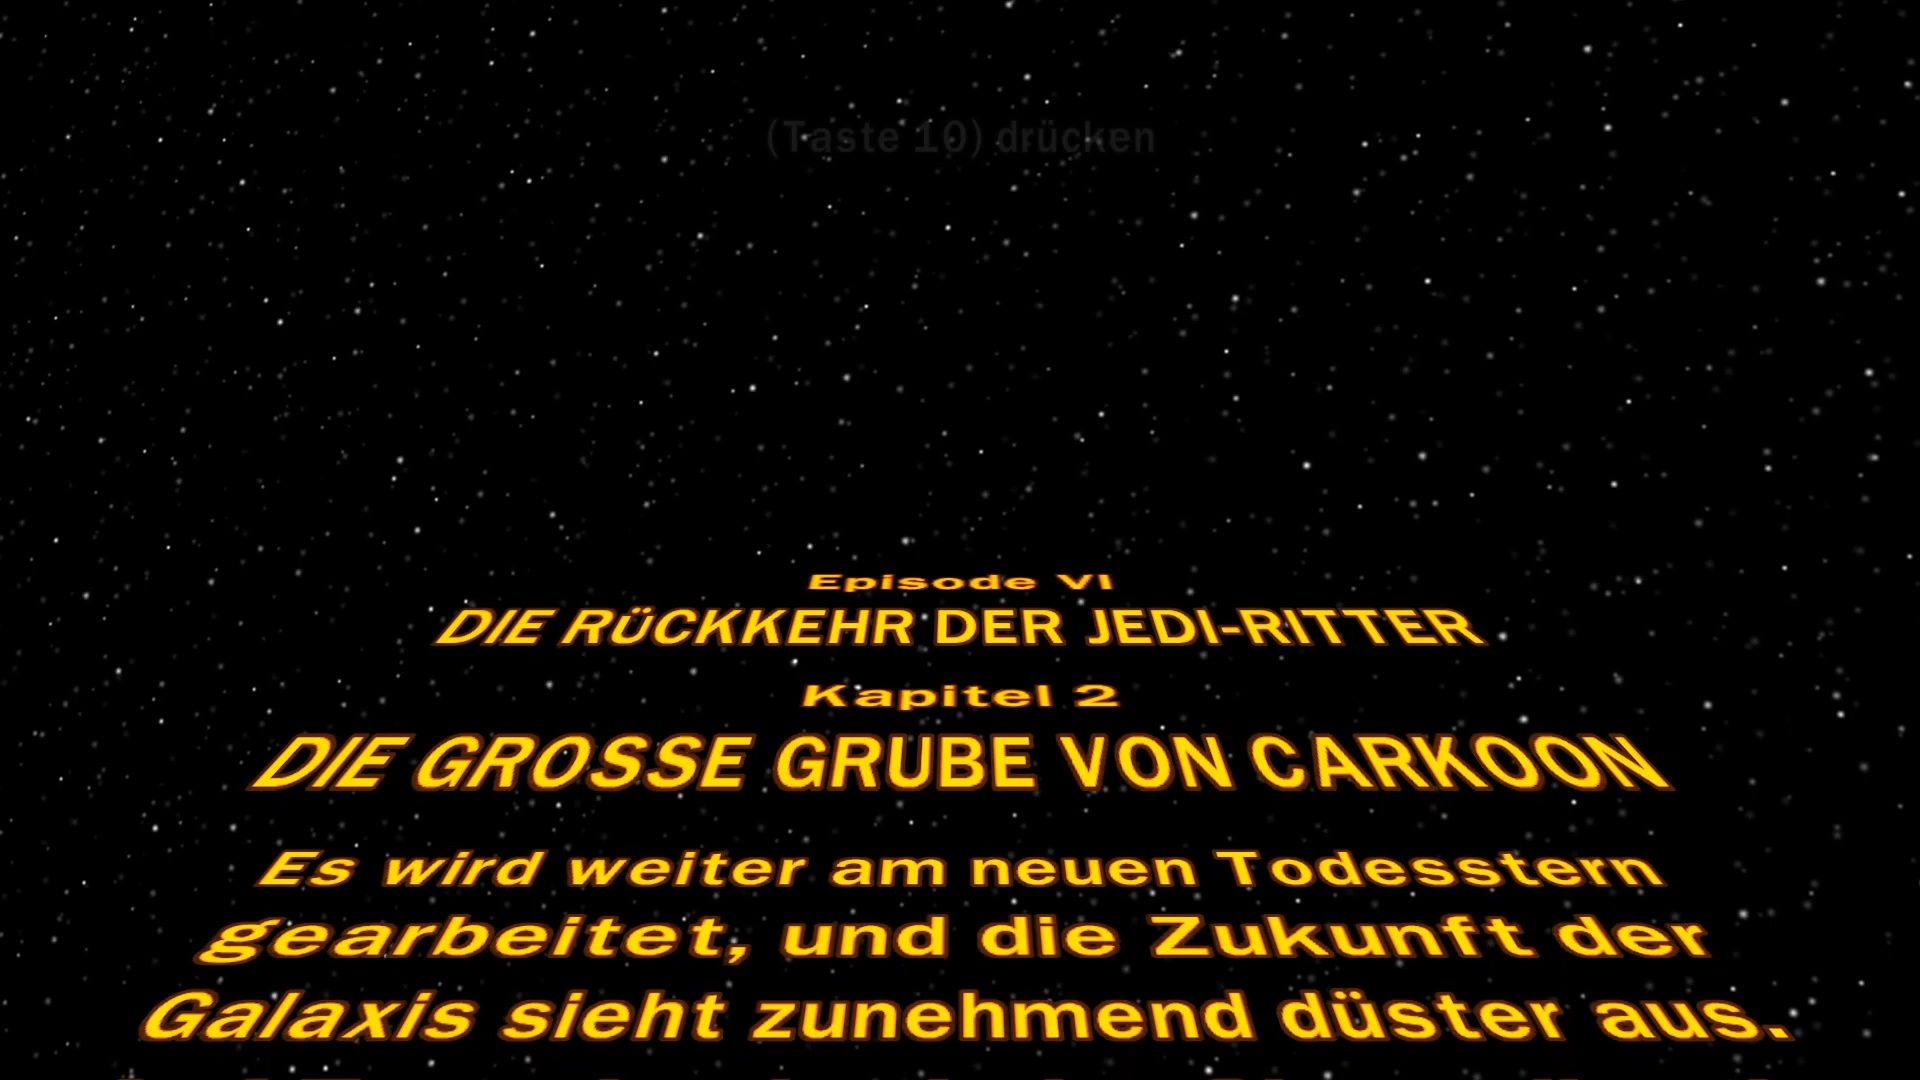 (Taste 10) drücken
Episode VI
DIE RÜCKKEHR DER JEDI-RITTER
Kapitel 2
DIE GROSSE GRUBE VON CARKOON
Es wird weiter am neuen Todesstern
gearbeitet, und die Zukunft der
Galaxis sieht zunehmend düster aus.